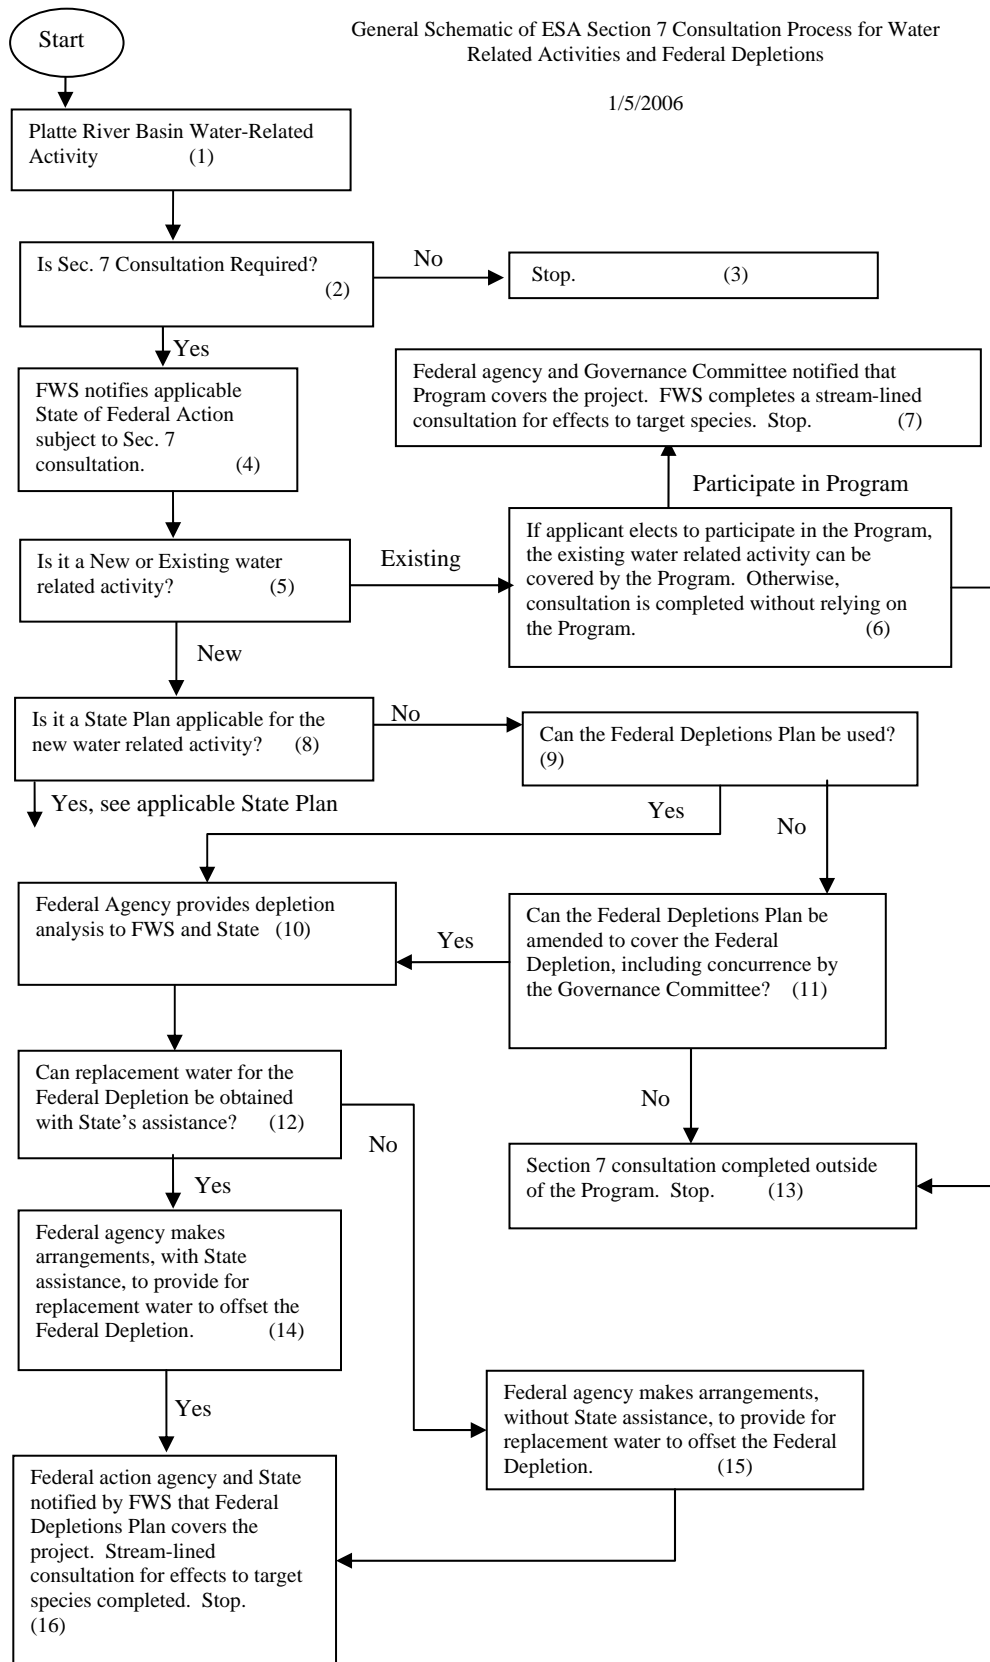 Start
General Schematic of ESA Section 7 Consultation Process for Water
Related Activities and Federal Depletions
1/5/2006
Platte River Basin Water-Related
Activity (1)
Is Sec. 7 Consultation Required?
(2)
No
Stop. (3)
Yes
FWS notifies applicable
State of Federal Action
subject to Sec. 7
consultation. (4)
Federal agency and Governance Committee notified that
Program covers the project. FWS completes a stream-lined
consultation for effects to target species. Stop. (7)
Participate in Program
Is it a New or Existing water
related activity? (5)
Existing
If applicant elects to participate in the Program,
the existing water related activity can be
covered by the Program. Otherwise,
consultation is completed without relying on
the Program. (6)
New
Is it a State Plan applicable for the
new water related activity? (8)
No
Can the Federal Depletions Plan be used?
(9)
Yes, see applicable State Plan
Yes
No
Federal Agency provides depletion
analysis to FWS and State (10)
Yes
Can the Federal Depletions Plan be
amended to cover the Federal
Depletion, including concurrence by
the Governance Committee? (11)
Can replacement water for the
Federal Depletion be obtained
with State's assistance? (12)
No
No
Section 7 consultation completed outside
of the Program. Stop. (13)
Yes
Federal agency makes
arrangements, with State
assistance, to provide for
replacement water to offset the
Federal Depletion. (14)
Yes
Federal agency makes arrangements,
without State assistance, to provide for
replacement water to offset the Federal
Depletion. (15)
Federal action agency and State
notified by FWS that Federal
Depletions Plan covers the
project. Stream-lined
consultation for effects to target
species completed. Stop.
(16)